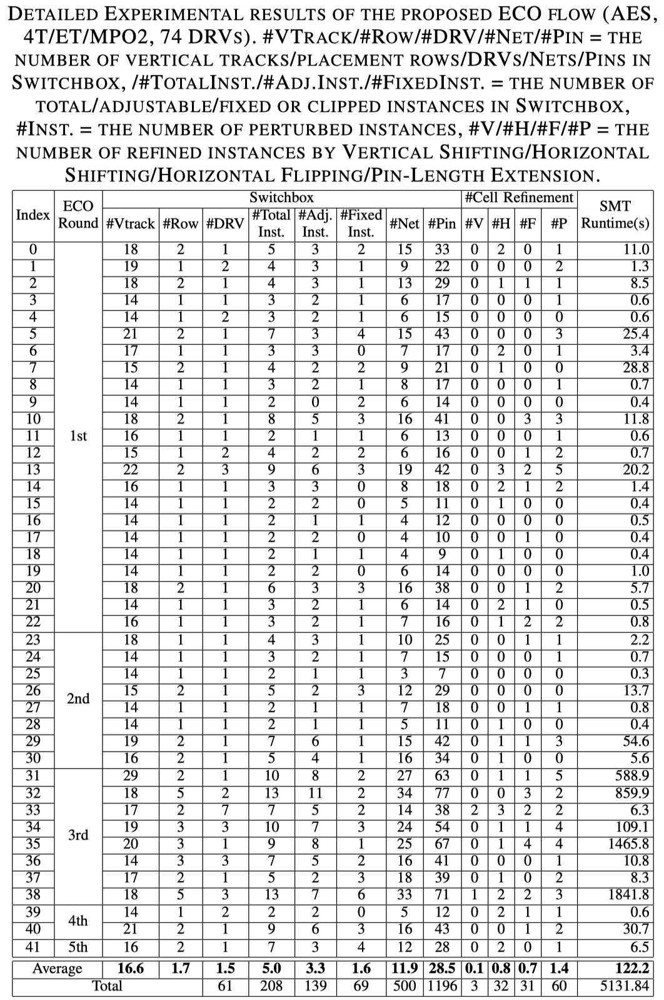 DETAILED EXPERIMENTAL RESULTS OF THE PROPOSED ECO FLOW (AES,
4T/ET/MPO2, 74 DRVS). #VTRACK/#ROW/#DRV/#NET/#PIN = THE
NUMBER OF VERTICAL TRACKS/PLACEMENT ROWS/DRVS/NETS/PINS IN
SWITCHBOX, /#TOTALINST./#ADJ.INST./#FIXEDINST. = THE NUMBER OF
TOTAL/ADJUSTABLE/FIXED OR CLIPPED INSTANCES IN SWITCHBOX,
#INST. = THE NUMBER OF PERTURBED INSTANCES, #V/#H/#F/#P = THE
NUMBER OF REFINED INSTANCES BY VERTICAL SHIFTING/HORIZONTAL
SHIFTING/HORIZONTAL FLIPPING/PIN-LENGTH EXTENSION.
Index ECO Round Switchbox #Cell Refinement SMT Runtime(s)
#Vtrack #Row #DRV #Total Inst. #Adj. Inst. #Fixed Inst. #Net #Pin #V #H #F #P
0 18 2 1 5 3 2 15 33 0 2 0 1 11.0
1 19 1 2 4 3 1 9 22 0 0 0 2 1.3
2 18 2 1 4 3 1 13 29 0 1 1 1 8.5
3 14 1 1 3 2 1 6 17 0 0 0 1 0.6
4 14 1 2 3 2 1 6 15 0 0 0 0 0.6
5 21 2 1 7 3 4 15 43 0 0 0 3 25.4
6 17 1 1 3 3 0 7 17 0 2 0 1 3.4
7 15 2 1 4 2 2 9 21 0 1 0 0 28.8
8 14 1 1 3 2 1 8 17 0 0 0 1 0.7
9 14 1 1 2 0 2 6 14 0 0 0 0 0.4
10 18 2 1 8 5 3 16 41 0 0 3 3 11.8
11 1st 16 1 1 2 1 1 6 13 0 0 0 1 0.6
12 15 1 2 4 2 2 6 16 0 0 1 2 0.7
13 22 2 3 9 6 3 19 42 0 3 2 5 20.2
14 16 1 1 3 3 0 8 18 0 2 1 2 1.4
15 14 1 1 2 2 0 5 11 0 1 0 0 0.4
16 14 1 1 2 1 1 4 12 0 0 0 0 0.5
17 14 1 1 2 2 0 4 10 0 0 1 0 0.4
18 14 1 1 2 1 1 4 9 0 1 0 0 0.4
19 14 1 1 2 2 0 6 14 0 0 0 0 1.0
20 18 2 1 6 3 3 16 38 0 0 1 2 5.7
21 14 1 1 3 2 1 6 14 0 2 1 0 0.5
22 16 1 1 3 2 1 7 16 0 1 2 2 0.8
23 18 1 1 4 3 1 10 25 0 0 1 1 2.2
24 14 1 1 3 2 1 7 15 0 0 0 1 0.7
25 14 1 1 2 1 1 3 7 0 0 0 0 0.3
26 2nd 15 2 1 5 2 3 12 29 0 0 0 0 13.7
27 14 1 1 2 1 1 7 18 0 0 1 1 0.8
28 14 1 1 2 1 1 5 11 0 1 0 0 0.4
29 19 2 1 7 6 1 15 42 0 1 1 3 54.6
30 16 2 1 5 4 1 16 34 0 1 0 0 5.6
31 29 2 1 10 8 2 27 63 0 1 1 5 588.9
32 18 5 2 13 11 2 34 77 0 0 3 2 859.9
33 17 2 7 7 5 2 14 38 2 3 2 2 6.3
34 3rd 19 3 3 10 7 3 24 54 0 1 1 4 109.1
35 20 3 1 9 8 1 25 67 0 1 4 4 1465.8
36 14 3 3 7 5 2 16 41 0 0 0 1 10.8
37 17 2 1 5 2 3 18 39 0 1 0 2 8.3
38 18 5 3 13 7 6 33 71 1 2 2 3 1841.8
39 4th 14 1 2 2 2 0 5 12 0 2 1 1 0.6
40 21 2 1 9 6 3 16 43 0 0 1 2 30.7
41 5th 16 2 1 7 3 4 12 28 0 2 0 1 6.5
Average 16.6 1.7 1.5 5.0 3.3 1.6 11.9 28.5 0.1 0.8 0.7 1.4 122.2
Total 61 208 139 69 500 1196 3 32 31 60 5131.84